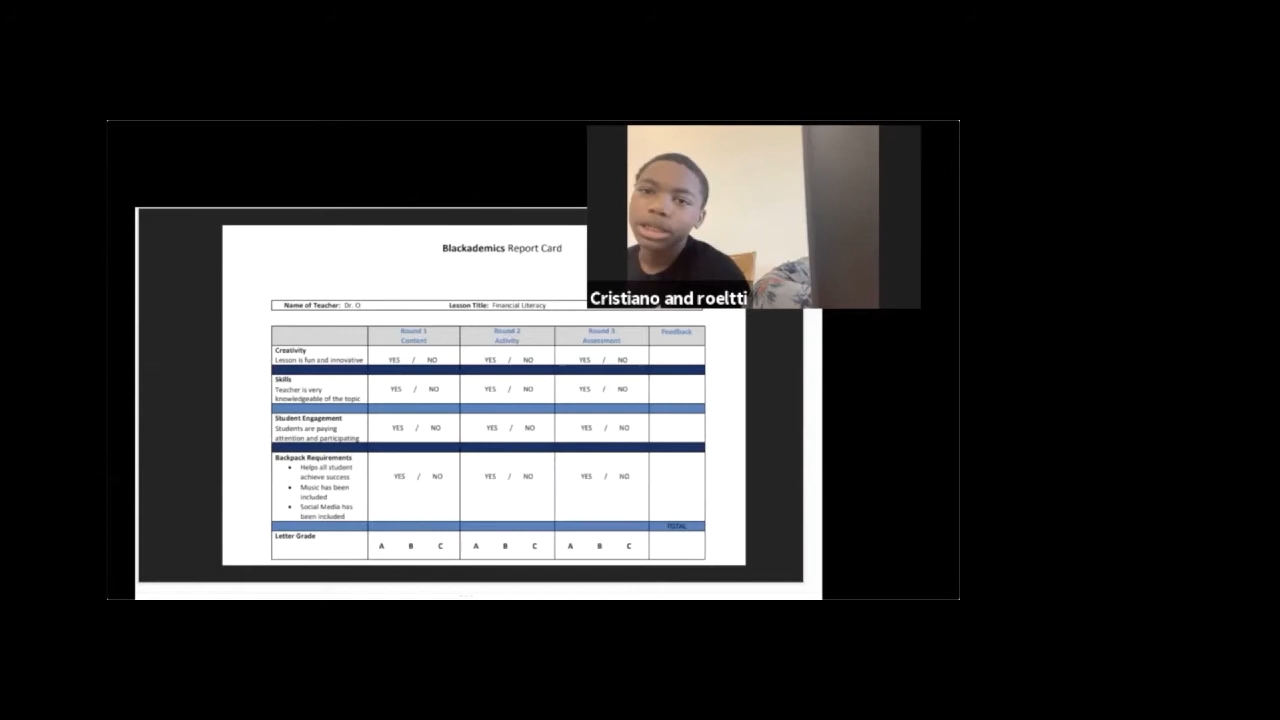 Blackademics Report Card
Cristiano and roeltti
Name of Teacher: Dr. O Lesson Title: Financial Literacy
Round 1 Round 2 Round 3 Feedback
Content Activity Assessment
Creativity
Lesson is fun and innovative YES / NO YES / NO YES / NO
Skills
Teacher is very YES / NO YES / NO YES / NO
knowledgeable of the topic
Student Engagement
Students are paying YES / NO YES / NO YES / NO
attention and participating
Backpack Requirements
• Helps all student
achieve success YES / NO YES / NO YES / NO
• Music has been
included
• Social Media has
been included
TOTAL
Letter Grade
A B C A B C A B C